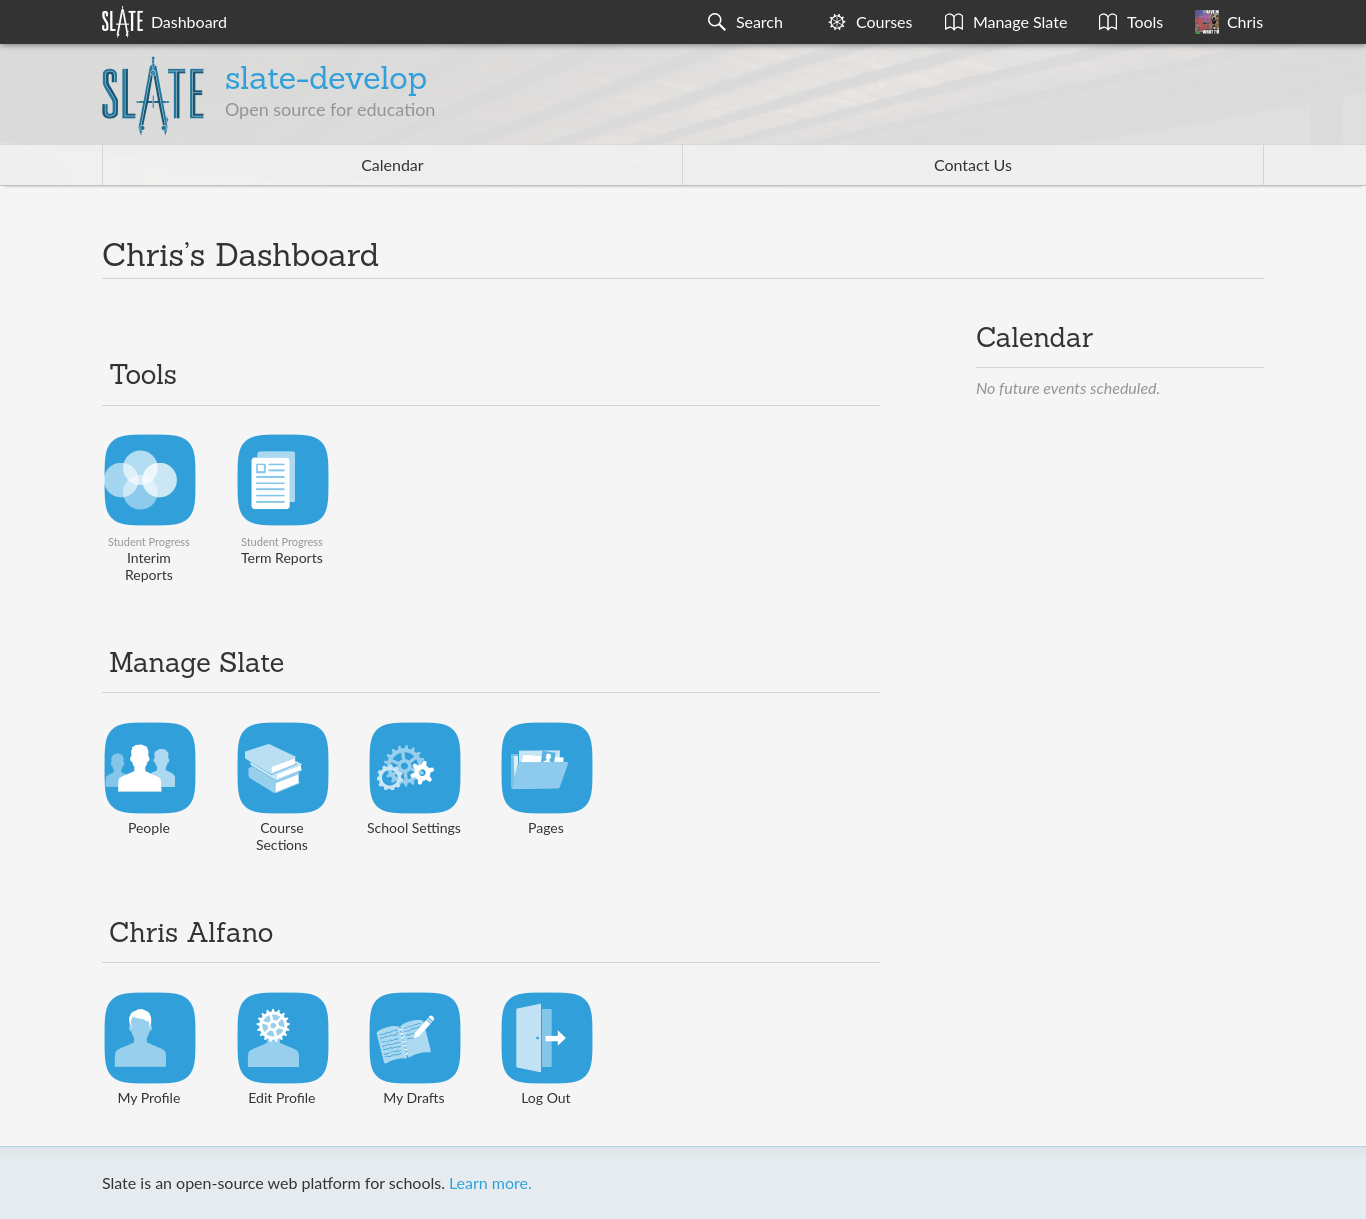 SLATE Dashboard Search Courses Manage Slate Tools Chris
SLATE slate-develop
Open source for education
Calendar Contact Us
Chris’s Dashboard
Calendar
No future events scheduled.
Tools
Student Progress Student Progress
Interim Term Reports
Reports
Manage Slate
People Course School Settings Pages
Sections
Chris Alfano
My Profile Edit Profile My Drafts Log Out
Slate is an open-source web platform for schools. Learn more.